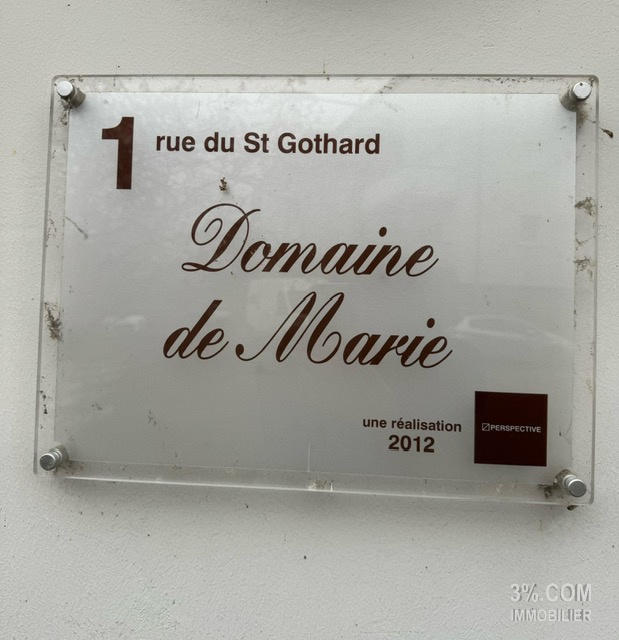 1 rue du St Gothard
Domaine
de Marie
une réalisation
2012
PERSPECTIVE
3%.COM
IMMOBILIER